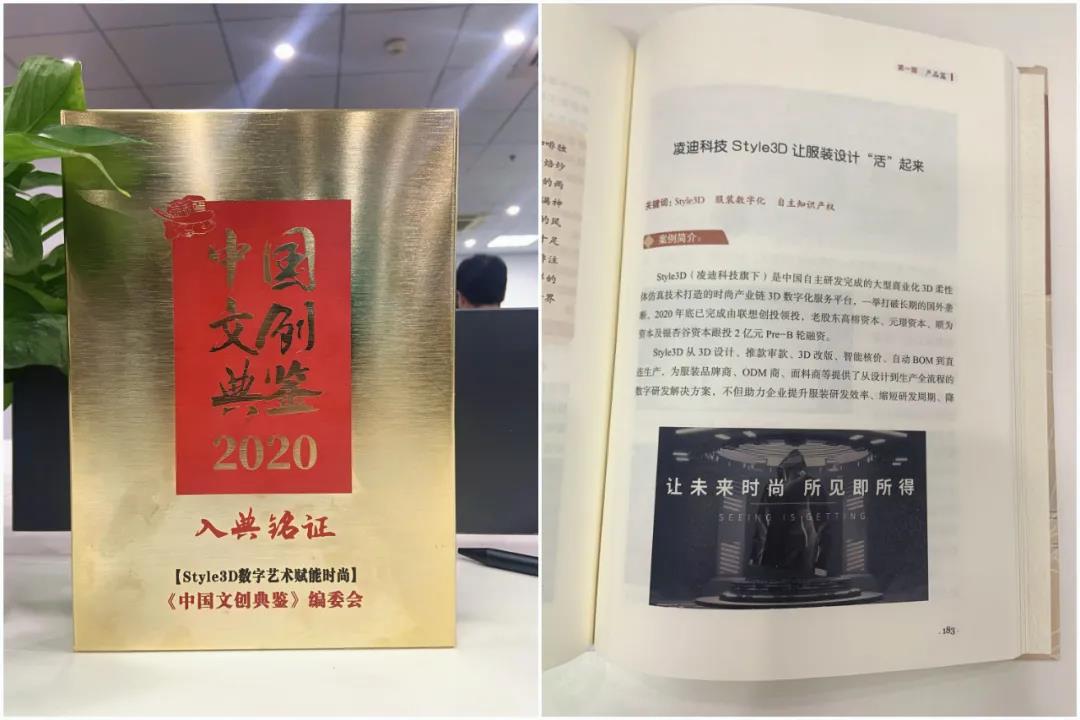 中国
文创
典鉴
2020
入典铭证
【Style3D数字艺术赋能时尚】
《中国文创典鉴》编委会
第一篇 产品篇
凌迪科技 Style3D 让服装设计“活”起来
关键词：Style3D 服装数字化 自主知识产权
案例简介：
Style3D（凌迪科技旗下）是中国自主研发完成的大型商业化3D柔性
体仿真技术打造的时尚产业链3D数字化服务平台，一举打破长期的国外垄
断。2020年底已完成由联想创投领投，老股东高榕资本、元璟资本、顺为
资本及银杏谷资本跟投2亿元Pre-B轮融资。
Style3D从3D设计、推款审款、3D改版、智能核价、自动BOM到直
连生产，为服装品牌商、ODM商、面料商等提供了从设计到生产全流程的
数字研发解决方案，不但助力企业提升服装研发效率、缩短研发周期、降
让未来时尚 所见即所得
SEEING IS GETTING
·183·